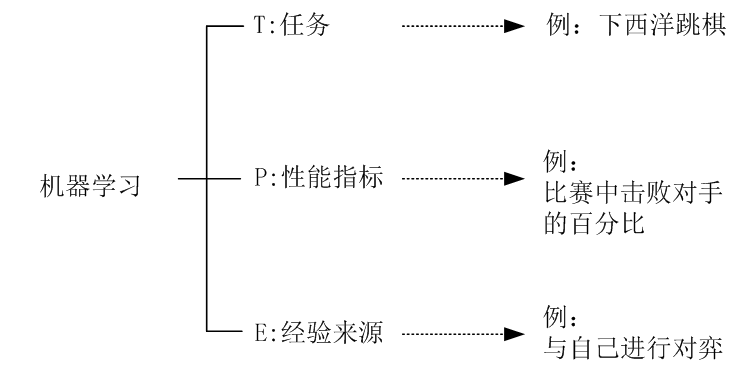 T:任务
例：下西洋跳棋
机器学习
P:性能指标
例：
比赛中击败对手
的百分比
E:经验来源
例：
与自己进行对弈